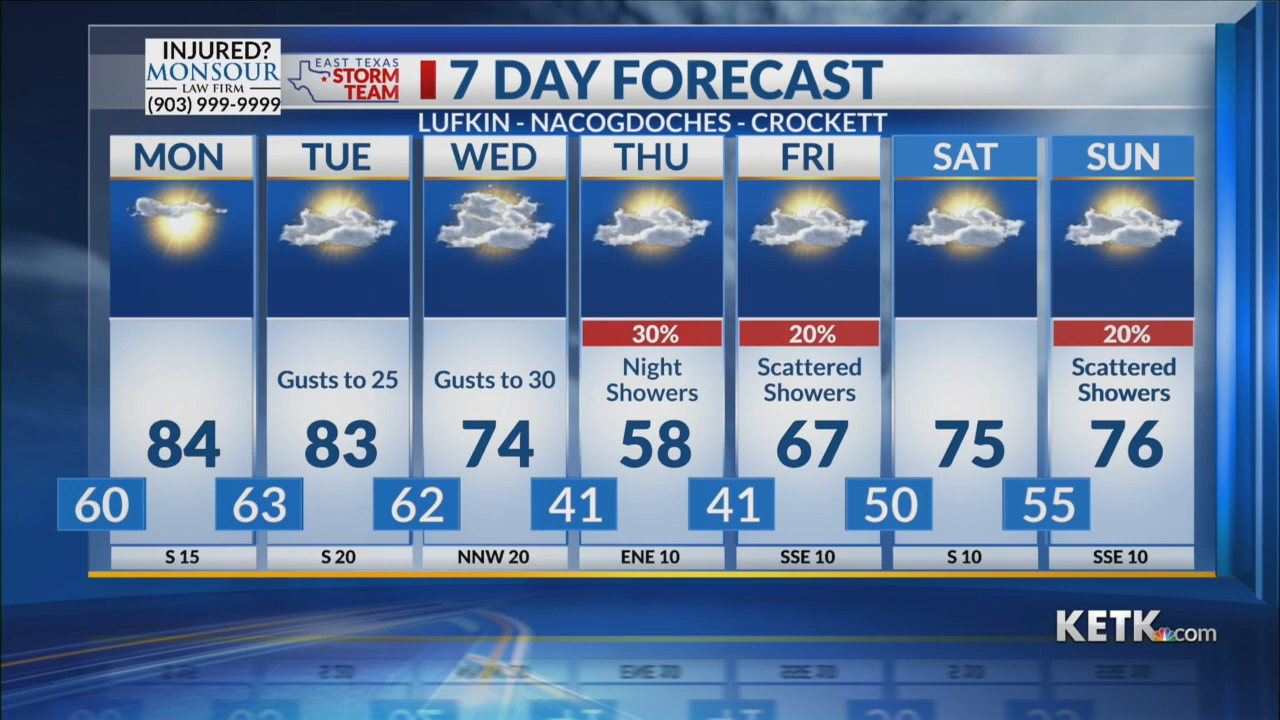 INJURED?
MONSOUR
LAW FIRM
(903) 999-9999
EAST TEXAS
STORM
TEAM
7 DAY FORECAST
LUFKIN - NACOGDOCHES - CROCKETT
MON TUE WED THU FRI SAT SUN
30% 20% 20%
Gusts to 25 Gusts to 30 Night Showers Scattered Showers Scattered Showers
84 83 74 58 67 75 76
60 63 62 41 41 50 55
S 15 S 20 NNW 20 ENE 10 SSE 10 S 10 SSE 10
KETK.com